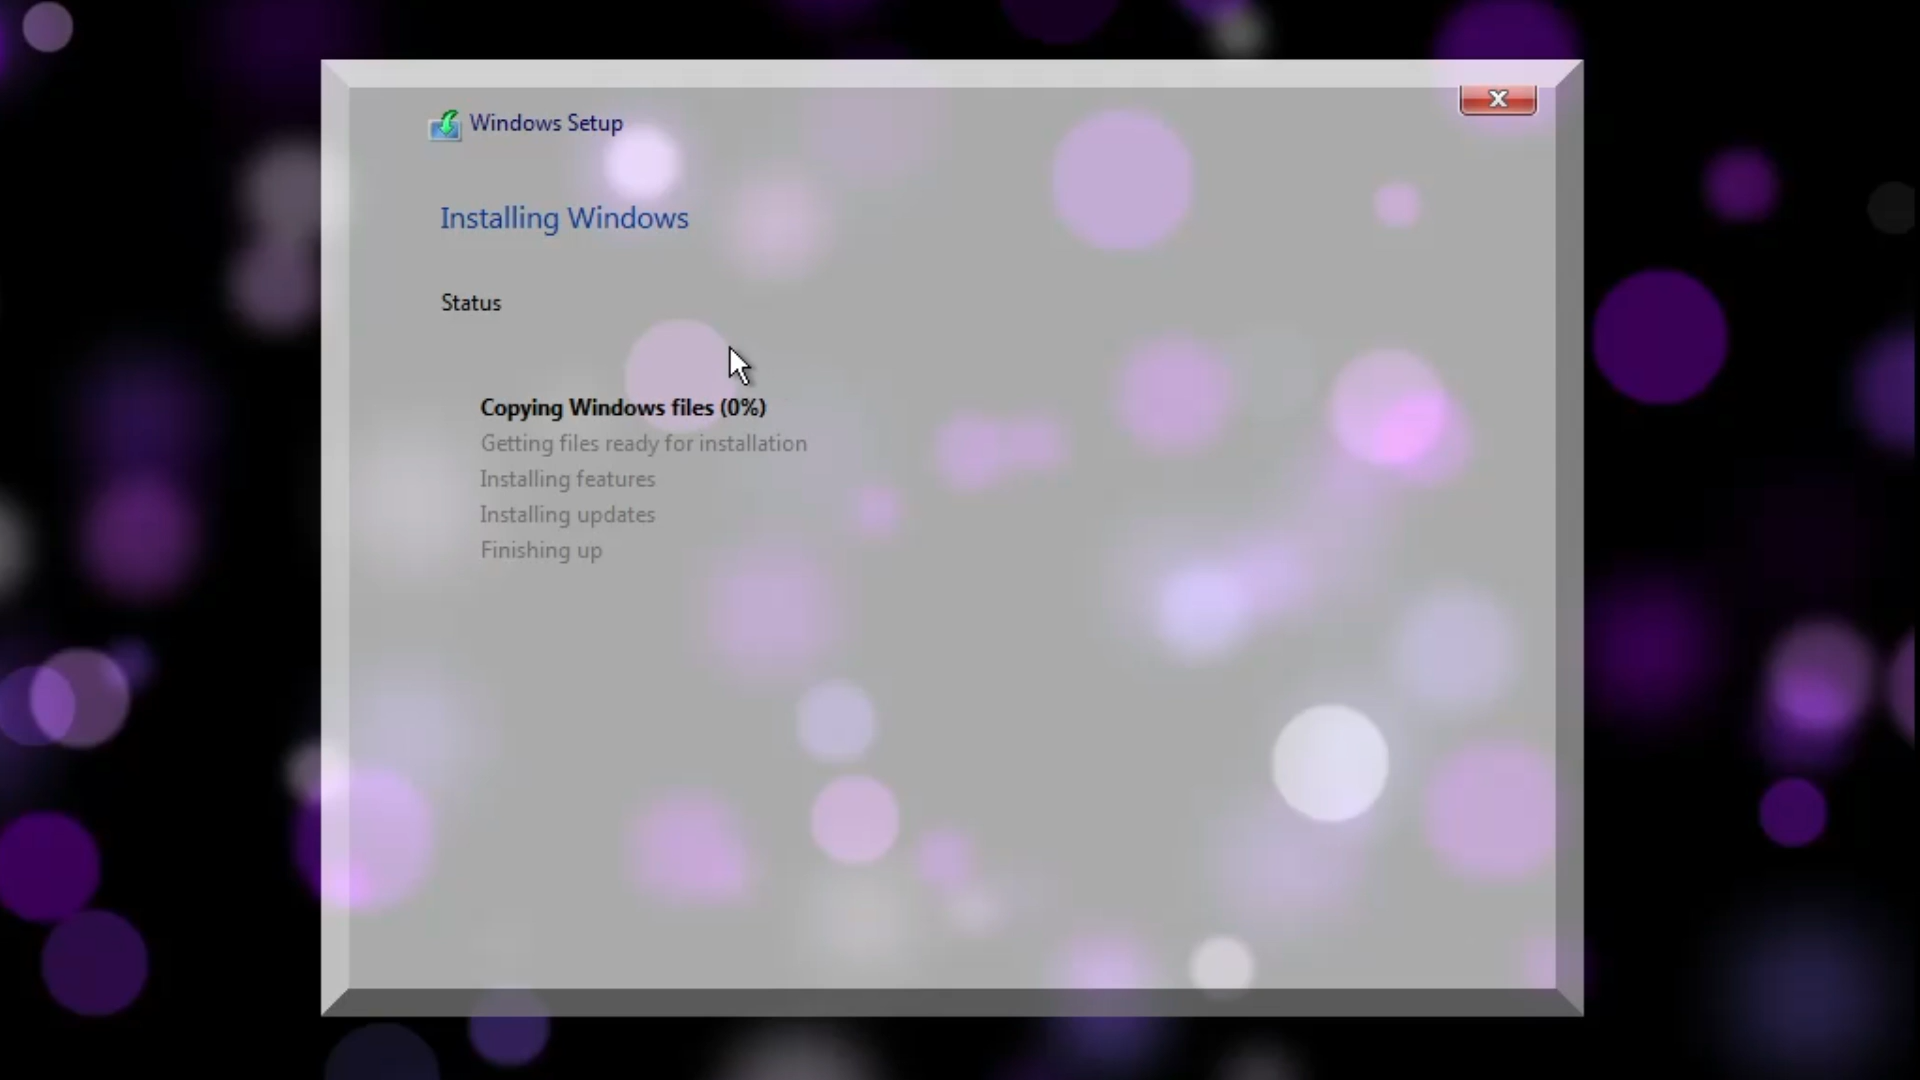 Windows Setup
Installing Windows
Status
Copying Windows files (0%)
Getting files ready for installation
Installing features
Installing updates
Finishing up